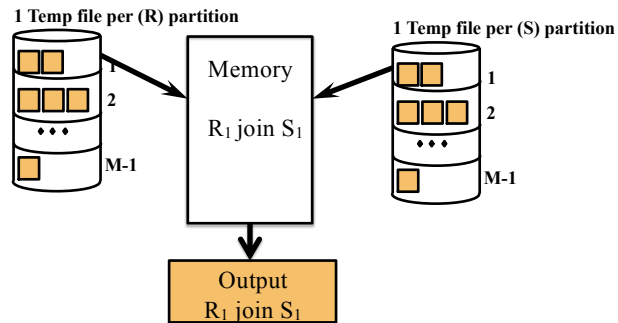 1 Temp file per (R) partition
1 Temp file per (S) partition
1
2
• • •
M-1
Memory
R₁ join S₁
1
2
• • •
M-1
Output
R₁ join S₁